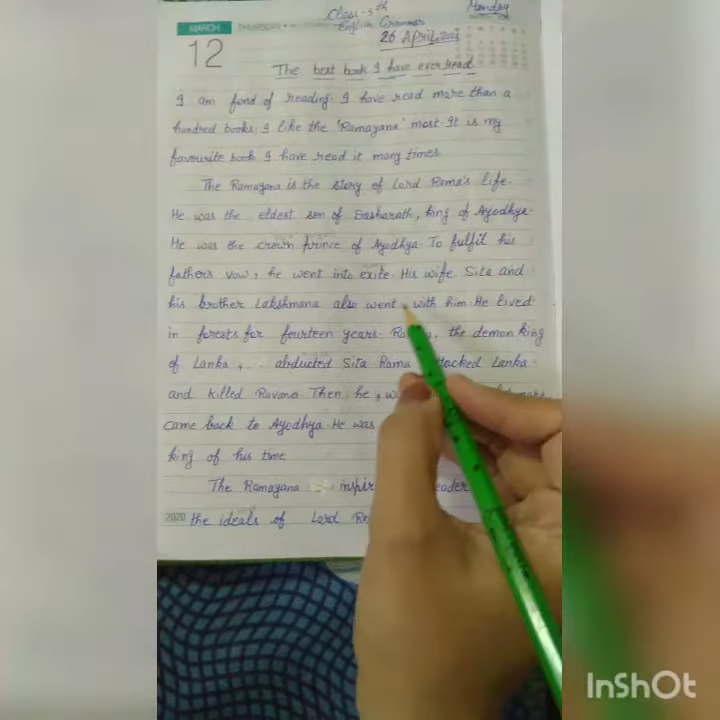 Class-5th
Monday
English Grammar
MARCH THURSDAY
12
26 April, 2021
The best book I have ever read
I am fond of reading. I have read more than a
hundred books. I like the 'Ramayana' most. It is my
favourite book I have read it many times
The Ramayana is the story of Lord Rama's life.
He was the eldest son of Dasharath, King of Ayodhya.
He was the crown prince of Ayodhya. To fulfil his
fathers vow, he went into exile. His wife Sita and
his brother Lakshmana also went with him. He lived
in forests for fourteen years. the demon King
of Lanka, abducted Sita. Rama Lanka
and killed Ravana. Then he,
came back to Ayodhya. He was
king of his time
The Ramayana
2020 the ideals of Lord
InShOt